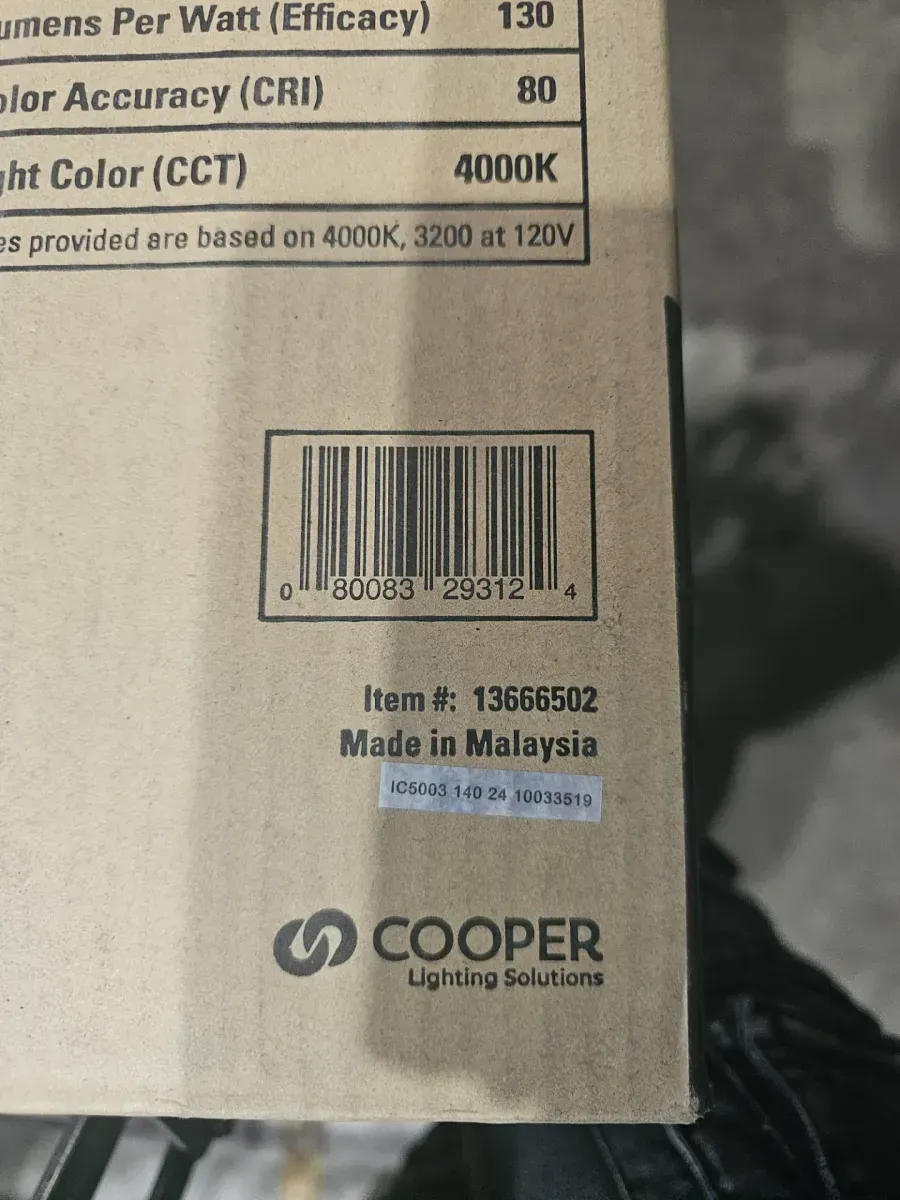 umens Per Watt (Efficacy) 130
olor Accuracy (CRI) 80
ght Color (CCT) 4000K
es provided are based on 4000K, 3200 at 120V
0 80083 29312 4
Item #: 13666502
Made in Malaysia
IC5003 140 24 10033519
COOPER
Lighting Solutions